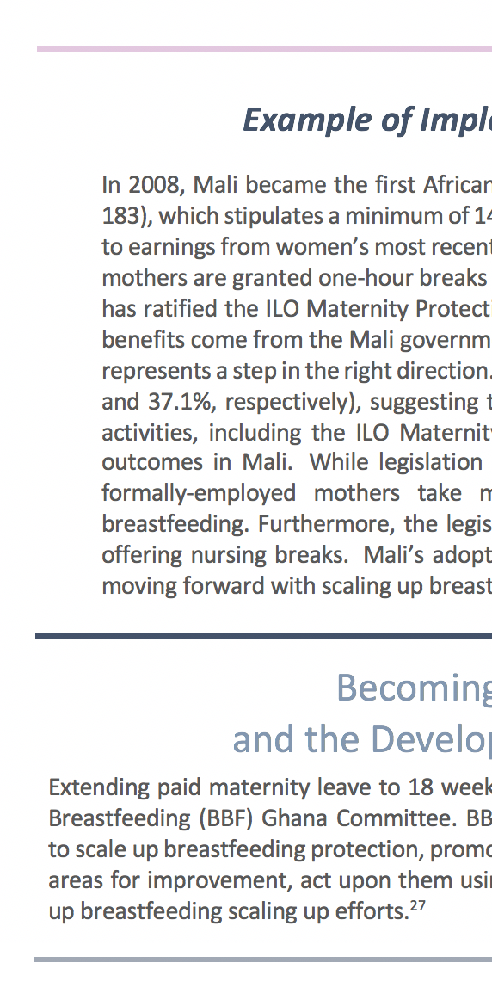 Example of Imple
In 2008, Mali became the first African
183), which stipulates a minimum of 14
to earnings from women's most recent
mothers are granted one-hour breaks
has ratified the ILO Maternity Protecti
benefits come from the Mali governm
represents a step in the right direction.
and 37.1%, respectively), suggesting t
activities, including the ILO Maternity
outcomes in Mali. While legislation
formally-employed mothers take m
breastfeeding. Furthermore, the legis
offering nursing breaks. Mali's adopt
moving forward with scaling up breast
Becoming
and the Develop
Extending paid maternity leave to 18 week
Breastfeeding (BBF) Ghana Committee. BB
to scale up breastfeeding protection, promo
areas for improvement, act upon them usin
up breastfeeding scaling up efforts.27